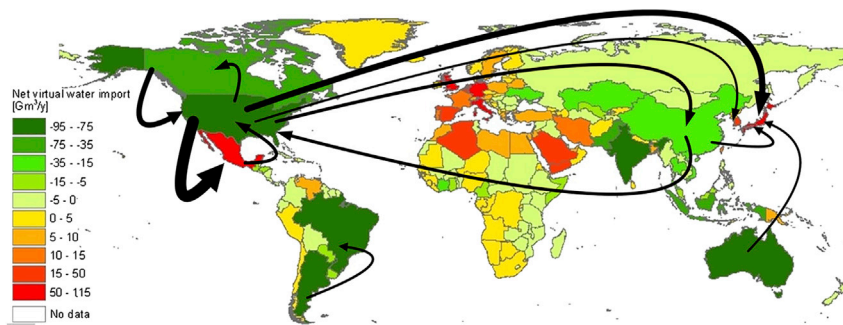 Net virtual water import
[Gm³/y]
-95 - -75
-75 - -35
-35 - -15
-15 - -5
-5 - 0
0 - 5
5 - 10
10 - 15
15 - 50
50 - 115
No data